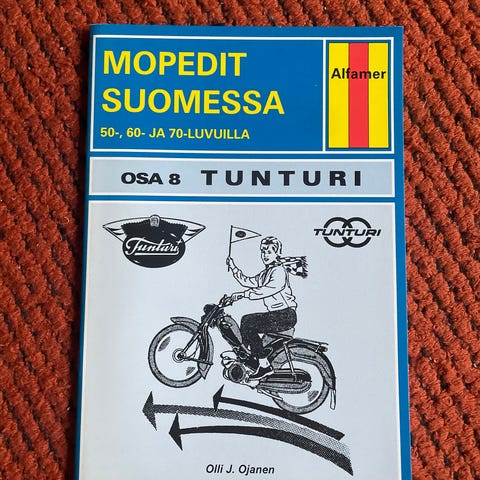 MOPEDIT
SUOMESSA
50-, 60- JA 70-LUVUILLA
Alfamer
OSA 8 TUNTURI
Tunturi
TUNTURI
Olli J. Ojanen